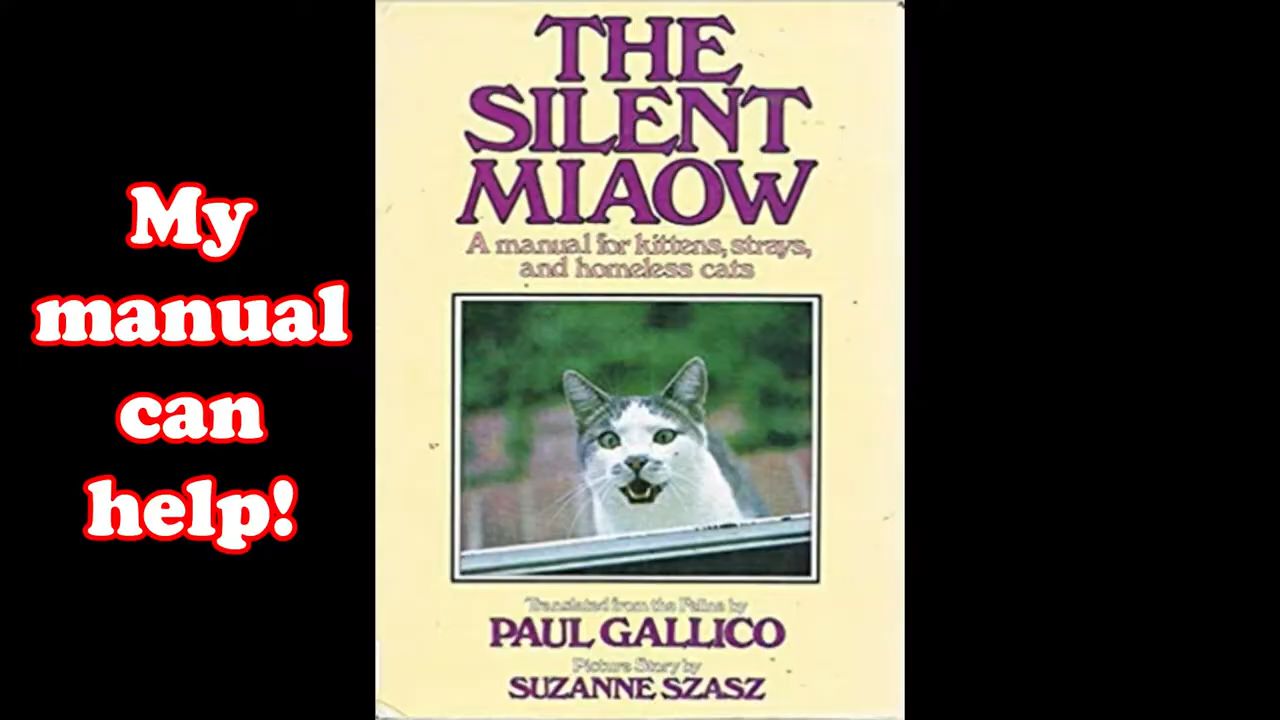 My
manual
can
help!
THE
SILENT
MIAOW
A manual for kittens, strays,
and homeless cats
Translated from the Feline by
PAUL GALLICO
Picture Story by
SUZANNE SZASZ